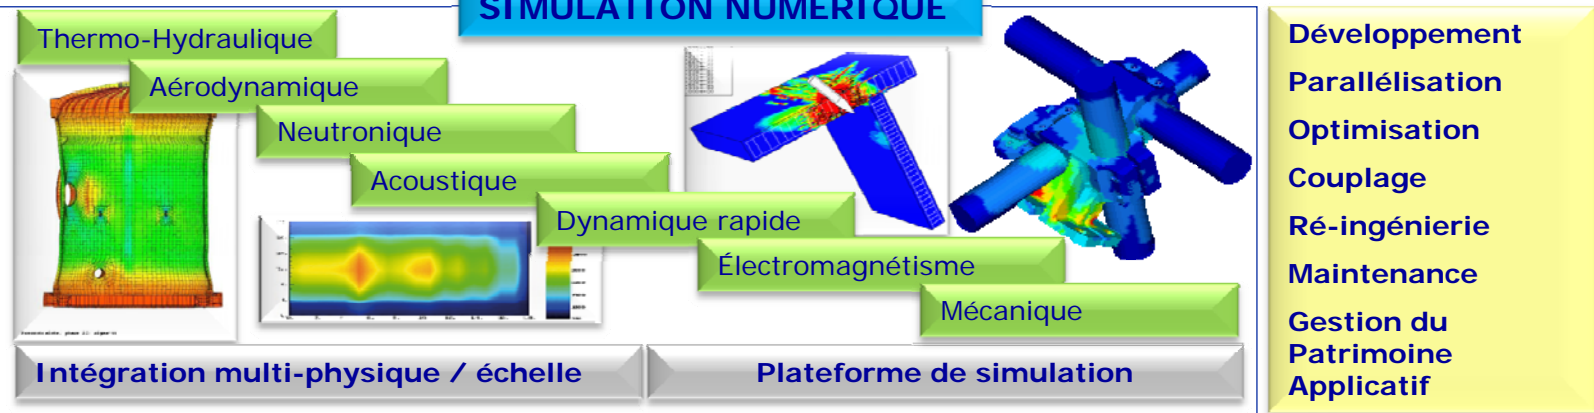 SIMULATION NUMÉRIQUE
Thermo-Hydraulique
Aérodynamique
Neutronique
Acoustique
Dynamique rapide
Électromagnétisme
Mécanique
Intégration multi-physique / échelle
Plateforme de simulation
Développement
Parallélisation
Optimisation
Couplage
Ré-ingénierie
Maintenance
Gestion du
Patrimoine
Applicatif